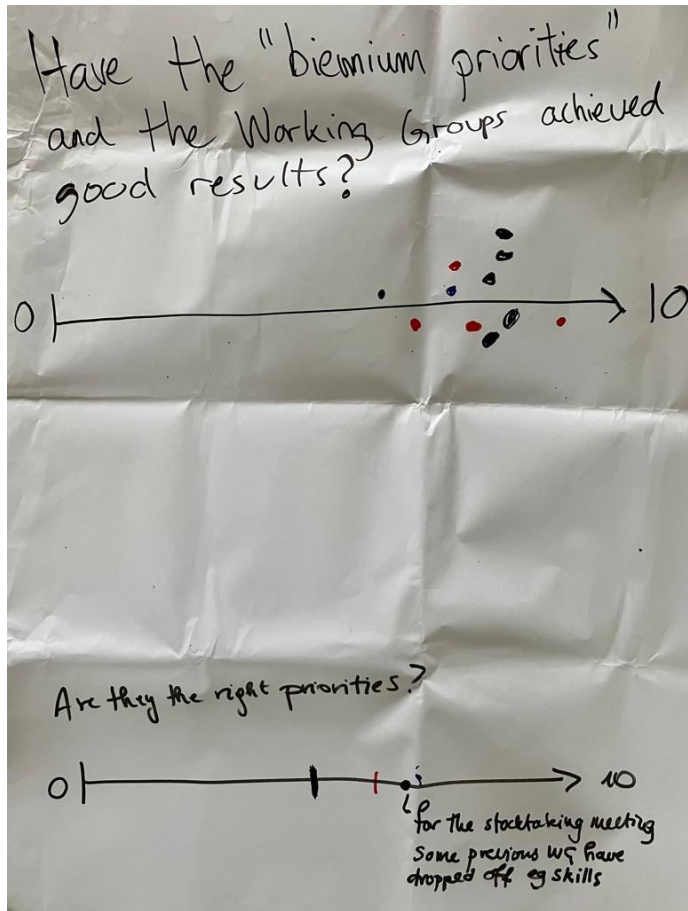 Have the "biennium priorities"
and the Working Groups achieved
good results?
0 10
Are they the right priorities?
0 10
for the stocktaking meeting
Some previous WG have
dropped off eg skills